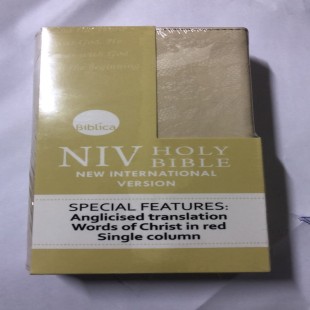 Biblica
NIV HOLY
BIBLE
NEW INTERNATIONAL
VERSION
SPECIAL FEATURES:
Anglicised translation
Words of Christ in red
Single column